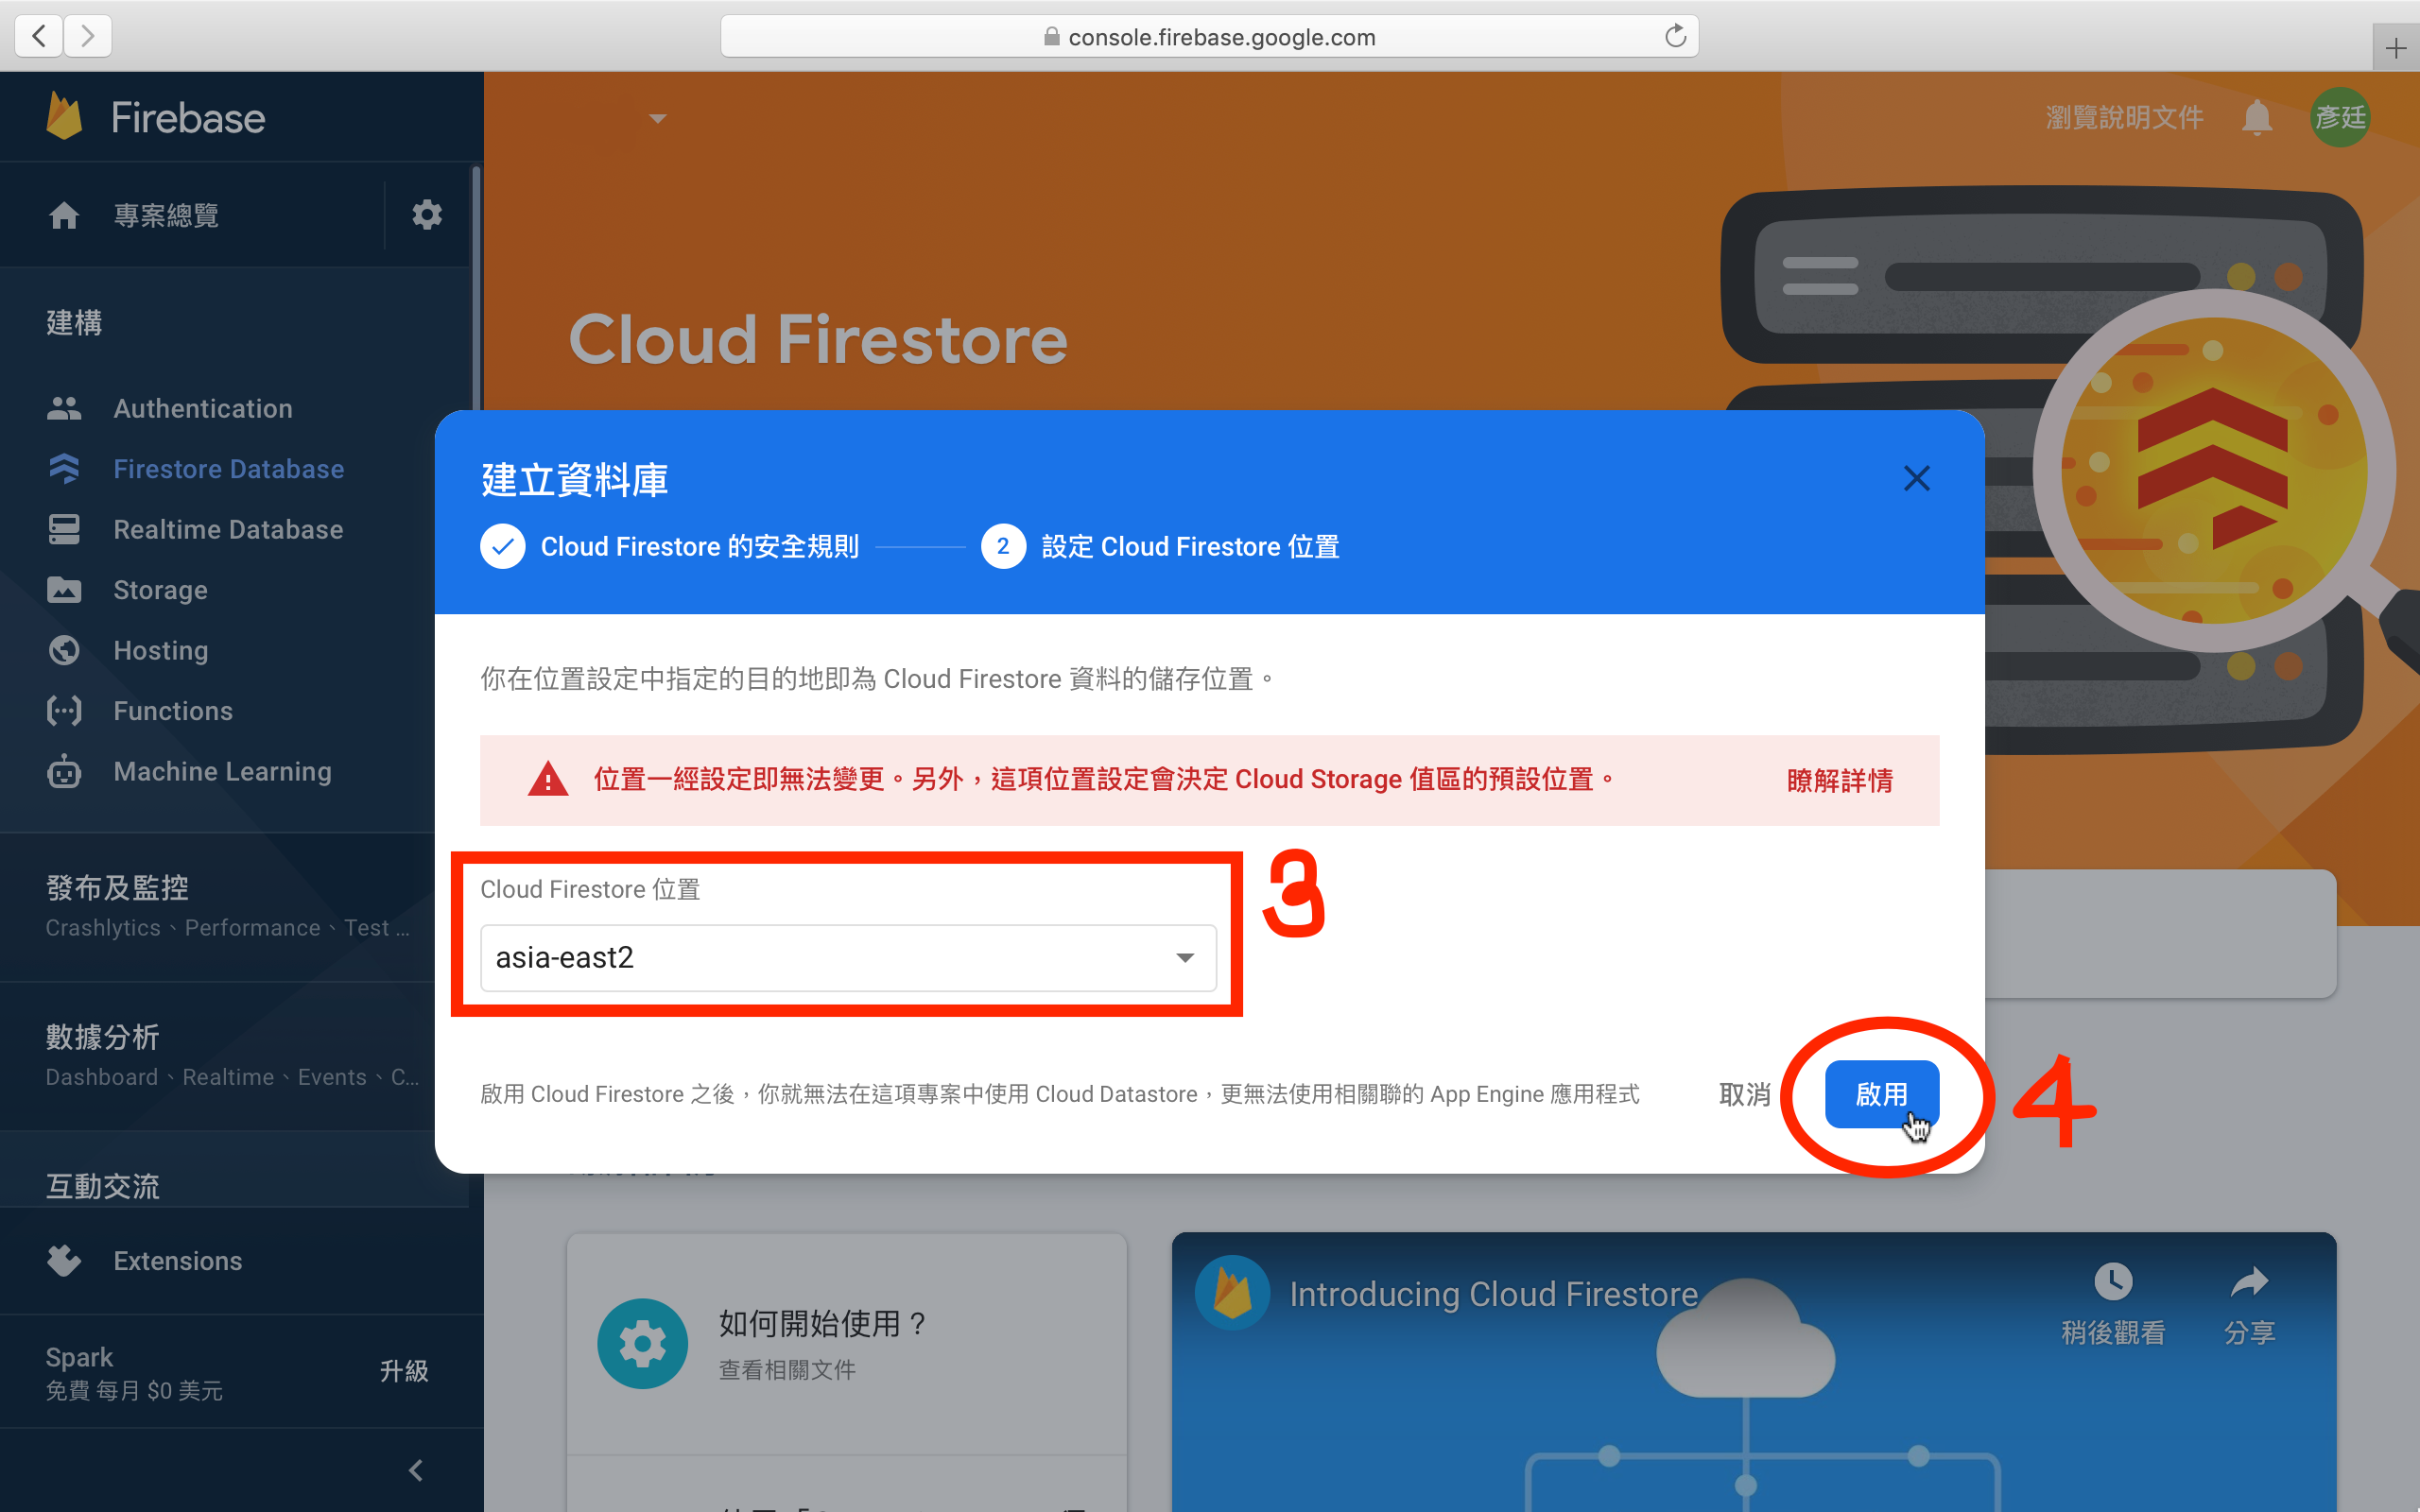 console.firebase.google.com
Firebase
瀏覽說明文件
彥廷
專案總覽
建構
Authentication
Firestore Database
Realtime Database
Storage
Hosting
Functions
Machine Learning
發布及監控
Crashlytics、Performance、Test ...
數據分析
Dashboard、Realtime、Events、C...
互動交流
Extensions
Spark
免費 每月 $0 美元
升級
Cloud Firestore
建立資料庫
Cloud Firestore 的安全規則
2
設定 Cloud Firestore 位置
你在位置設定中指定的目的地即為 Cloud Firestore 資料的儲存位置。
位置一經設定即無法變更。另外，這項位置設定會決定 Cloud Storage 值區的預設位置。
瞭解詳情
Cloud Firestore 位置
asia-east2
3
啟用 Cloud Firestore 之後，你就無法在這項專案中使用 Cloud Datastore，更無法使用相關聯的 App Engine 應用程式
取消
啟用
4
如何開始使用？
查看相關文件
Introducing Cloud Firestore
稍後觀看
分享